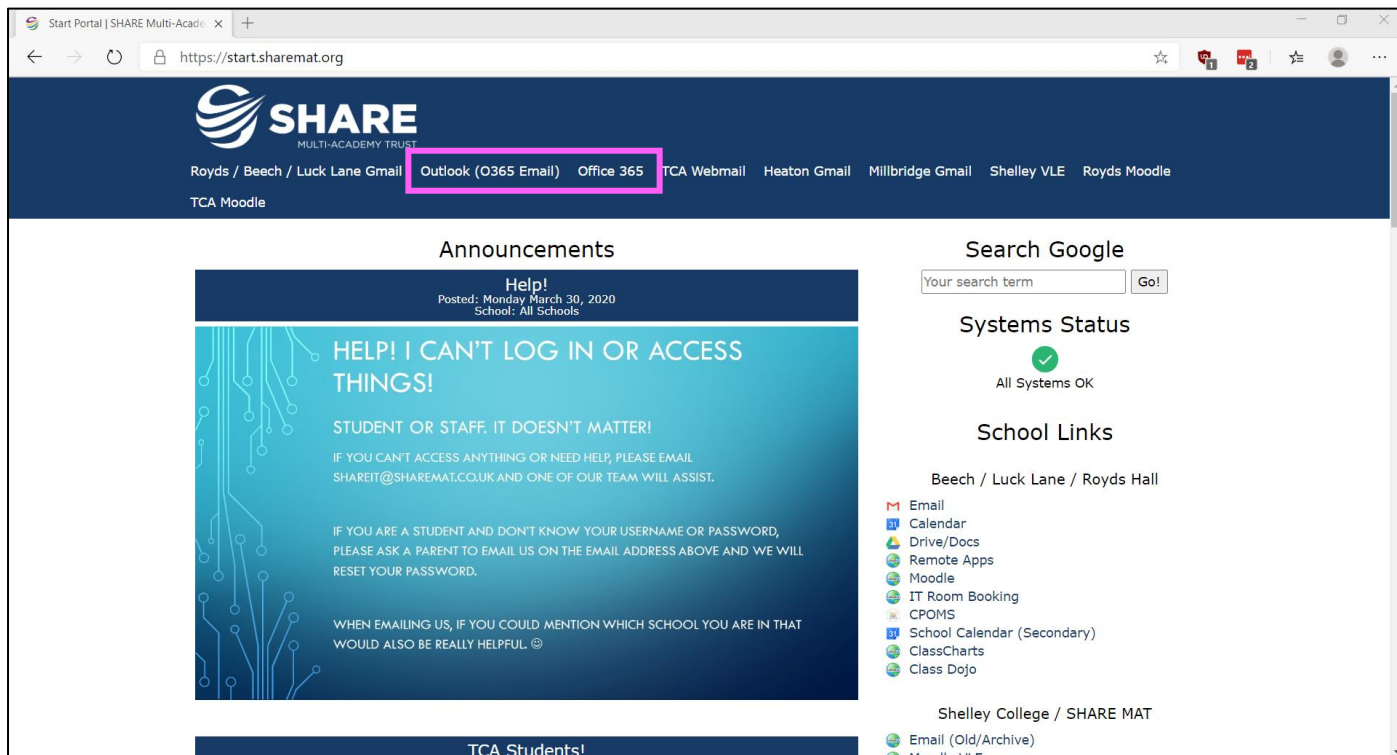 Start Portal | SHARE Multi-Acade
https://start.sharemat.org
1
2
SHARE
MULTI-ACADEMY TRUST
Royds / Beech / Luck Lane Gmail Outlook (O365 Email) Office 365 TCA Webmail Heaton Gmail Millbridge Gmail Shelley VLE Royds Moodle
TCA Moodle
Announcements
Help!
Posted: Monday March 30, 2020
School: All Schools
HELP! I CAN'T LOG IN OR ACCESS
THINGS!
STUDENT OR STAFF. IT DOESN'T MATTER!
IF YOU CAN'T ACCESS ANYTHING OR NEED HELP, PLEASE EMAIL
SHAREIT@SHAREMAT.CO.UK AND ONE OF OUR TEAM WILL ASSIST.
IF YOU ARE A STUDENT AND DON'T KNOW YOUR USERNAME OR PASSWORD,
PLEASE ASK A PARENT TO EMAIL US ON THE EMAIL ADDRESS ABOVE AND WE WILL
RESET YOUR PASSWORD.
WHEN EMAILING US, IF YOU COULD MENTION WHICH SCHOOL YOU ARE IN THAT
WOULD ALSO BE REALLY HELPFUL. ☺
TCA Students!
Search Google
Your search term Go!
Systems Status
All Systems OK
School Links
Beech / Luck Lane / Royds Hall
Email
31 Calendar
Drive/Docs
Remote Apps
Moodle
IT Room Booking
CPOMS
31 School Calendar (Secondary)
ClassCharts
Class Dojo
Shelley College / SHARE MAT
Email (Old/Archive)